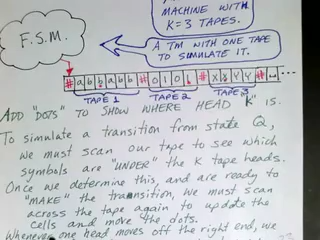 MACHINE WITH
K=3 TAPES.
F.S.M.
A TM WITH ONE TAPE
TO SIMULATE IT.
# a b b a b b # 0 1 0 1 # X Y Y # ⊔ ...
TAPE 1 TAPE 2 TAPE 3
ADD "DOTS" TO SHOW WHERE HEAD "K" IS.
TO SIMULATE A TRANSITION FROM STATE Q,
WE MUST SCAN OUR TAPE TO SEE WHICH
SYMBOLS ARE "UNDER" THE K TAPE HEADS.
ONCE WE DETERMINE THIS, AND ARE READY TO
"MAKE" THE TRANSITION, WE MUST SCAN
ACROSS THE TAPE AGAIN TO UPDATE THE
CELLS AND MOVE THE DOTS.
WHENEVER ONE HEAD MOVES OFF THE RIGHT END, WE